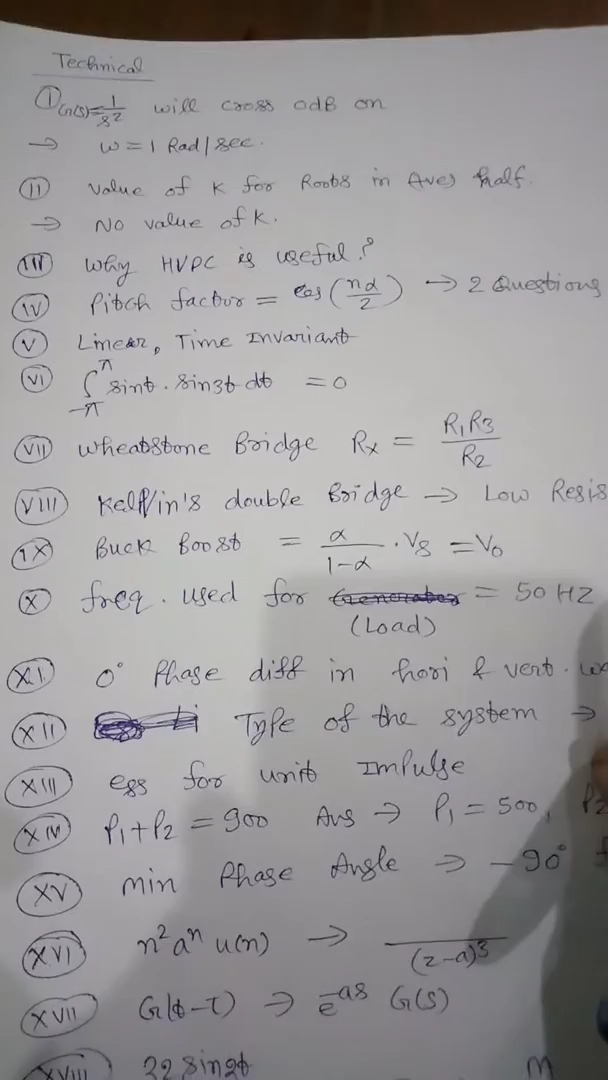 Technical
(I) G(s)=1/s² will cross 0dB on
→ w=1 Rad/sec.
(II) Value of K for Roots in Aves half.
→ No value of K.
(III) Why HVDC is useful?
(IV) Pitch factor = cos(nα/2) → 2 Questions
(V) Linear, Time Invariant
(VI) ∫_{-π}^{π} sint . sin3t dt = 0
(VII) Wheatstone Bridge Rx = R1R3/R2
(VIII) Kelvin's double Bridge → Low Resis
(IX) Buck Boost = α/(1-α) . Vs = Vo
(X) freq. used for = 50 HZ
(Load)
(XI) 0° Phase diff in hori & vert.
(XII) Type of the system →
(XIII) ess for unit Impulse
(XIV) P1+P2 = 900 Ans → P1 = 500, P2
(XV) min Phase Angle ⇒ -90°
(XVI) n²aⁿ u(n) → /(z-a)³
(XVII) G(t-τ) → e^-as G(s)
(XVIII) sin2t